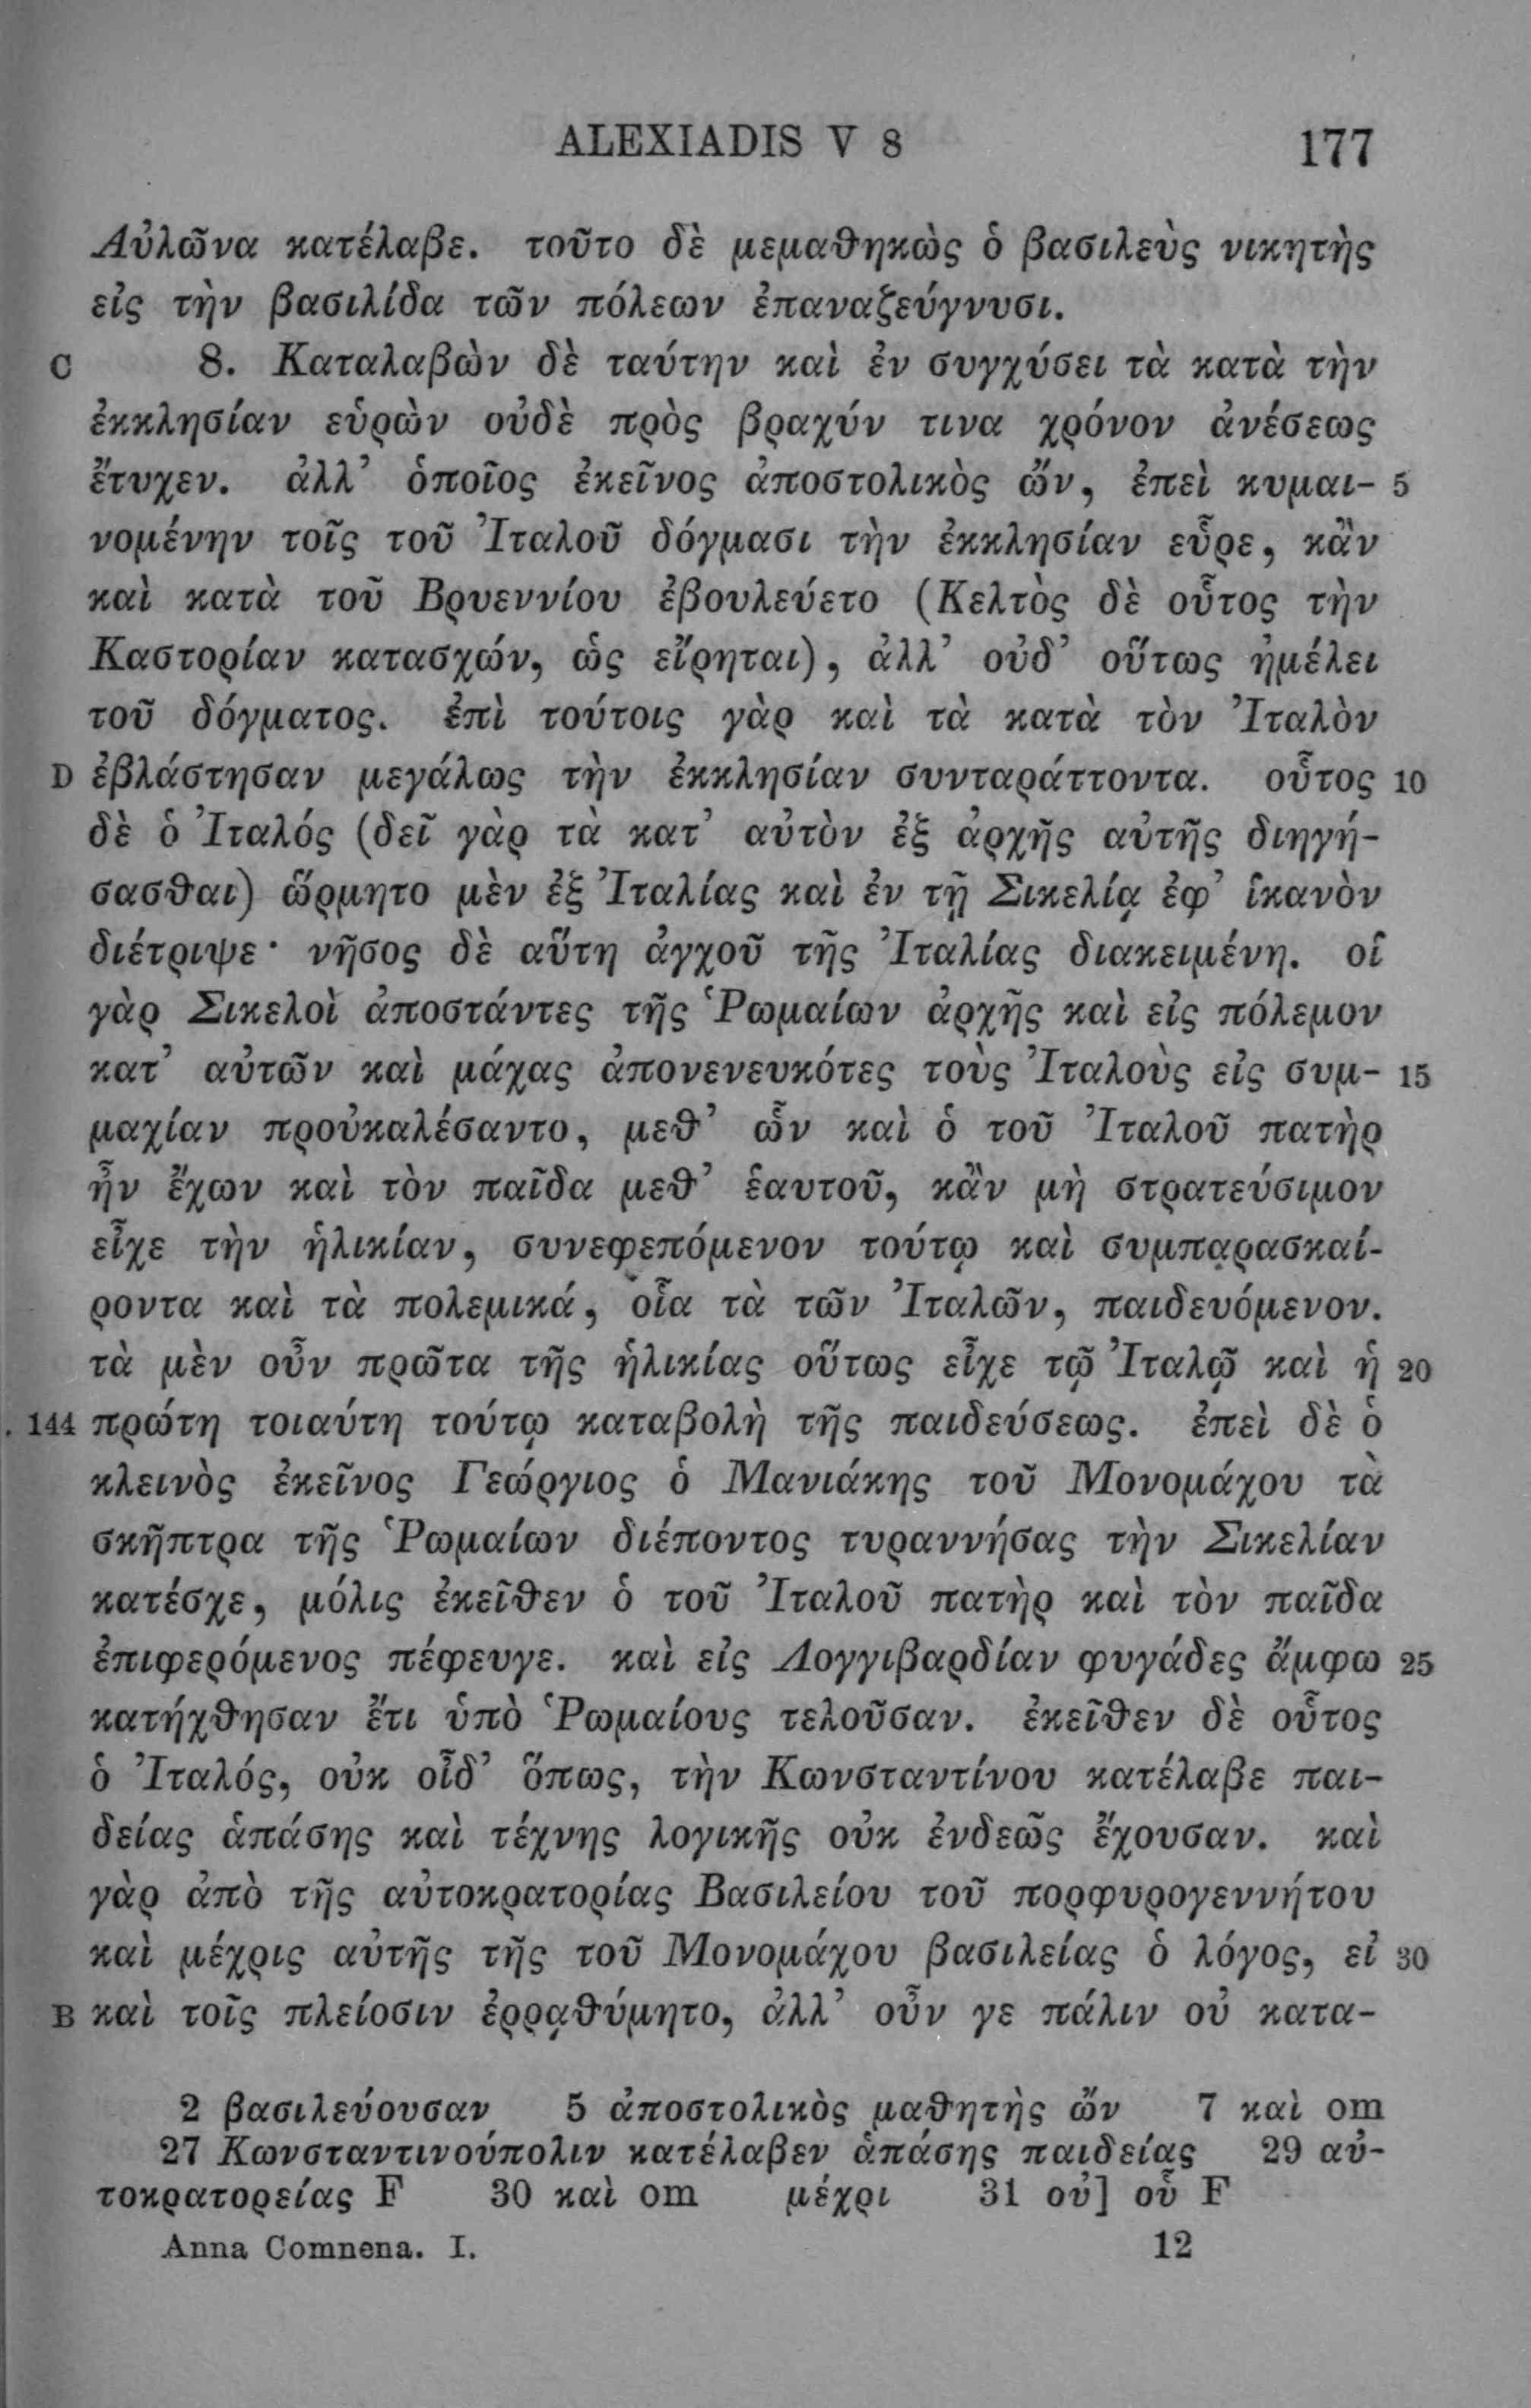 ALEXIADIS V 8 177
Αὐλῶνα κατέλαβε. τοῦτο δὲ μεμαθηκὼς ὁ βασιλεὺς νικητὴς
εἰς τὴν βασιλίδα τῶν πόλεων ἐπαναζεύγνυσι.
C 8. Καταλαβὼν δὲ ταύτην καὶ ἐν συγχύσει τὰ κατὰ τὴν
ἐκκλησίαν εὑρὼν οὐδὲ πρὸς βραχύν τινα χρόνον ἀνέσεως
ἔτυχεν. ἀλλ’ ὁποῖος ἐκεῖνος ἀποστολικὸς ὤν, ἐπεὶ κυμαι- 5
νομένην τοῖς τοῦ Ἰταλοῦ δόγμασι τὴν ἐκκλησίαν εὗρε, κἂν
καὶ κατὰ τοῦ Βρυεννίου ἐβουλεύετο (Κελτὸς δὲ οὗτος τὴν
Καστορίαν κατασχών, ὡς εἴρηται), ἀλλ’ οὐδ’ οὕτως ἠμέλει
τοῦ δόγματος. ἐπὶ τούτοις γὰρ καὶ τὰ κατὰ τὸν Ἰταλὸν
D ἐβλάστησαν μεγάλως τὴν ἐκκλησίαν συνταράττοντα. οὗτος 10
δὲ ὁ Ἰταλός (δεῖ γὰρ τὰ κατ’ αὐτὸν ἐξ ἀρχῆς αὐτῆς διηγή-
σασθαι) ὥρμητο μὲν ἐξ Ἰταλίας καὶ ἐν τῇ Σικελίᾳ ἐφ’ ἱκανὸν
διέτριψε· νῆσος δὲ αὕτη ἀγχοῦ τῆς Ἰταλίας διακειμένη. οἱ
γὰρ Σικελοὶ ἀποστάντες τῆς Ῥωμαίων ἀρχῆς καὶ εἰς πόλεμον
κατ’ αὐτῶν καὶ μάχας ἀπονενευκότες τοὺς Ἰταλοὺς εἰς συμ- 15
μαχίαν προὐκαλέσαντο, μεθ’ ὧν καὶ ὁ τοῦ Ἰταλοῦ πατὴρ
ἦν ἔχων καὶ τὸν παῖδα μεθ’ ἑαυτοῦ, κἂν μὴ στρατεύσιμον
εἶχε τὴν ἡλικίαν, συνεφεπόμενον τούτῳ καὶ συμπαρασκαί-
ροντα καὶ τὰ πολεμικά, οἷα τὰ τῶν Ἰταλῶν, παιδευόμενον.
τὰ μὲν οὖν πρῶτα τῆς ἡλικίας οὕτως εἶχε τῷ Ἰταλῷ καὶ ἡ 20
. 144 πρώτη τοιαύτη τούτῳ καταβολὴ τῆς παιδεύσεως. ἐπεὶ δὲ ὁ
κλεινὸς ἐκεῖνος Γεώργιος ὁ Μανιάκης τοῦ Μονομάχου τὰ
σκῆπτρα τῆς Ῥωμαίων διέποντος τυραννήσας τὴν Σικελίαν
κατέσχε, μόλις ἐκεῖθεν ὁ τοῦ Ἰταλοῦ πατὴρ καὶ τὸν παῖδα
ἐπιφερόμενος πέφευγε. καὶ εἰς Λογγιβαρδίαν φυγάδες ἄμφω 25
κατήχθησαν ἔτι ὑπὸ Ῥωμαίους τελοῦσαν. ἐκεῖθεν δὲ οὗτος
ὁ Ἰταλός, οὐκ οἶδ’ ὅπως, τὴν Κωνσταντίνου κατέλαβε παι-
δείας ἁπάσης καὶ τέχνης λογικῆς οὐκ ἐνδεῶς ἔχουσαν. καὶ
γὰρ ἀπὸ τῆς αὐτοκρατορίας Βασιλείου τοῦ πορφυρογεννήτου
καὶ μέχρις αὐτῆς τῆς τοῦ Μονομάχου βασιλείας ὁ λόγος, εἰ 30
B καὶ τοῖς πλείοσιν ἐρρᾳθύμητο, ἀλλ’ οὖν γε πάλιν οὐ κατα-
2 βασιλεύουσαν 5 ἀποστολικὸς μαθητὴς ὤν 7 καὶ om
27 Κωνσταντινούπολιν κατέλαβεν ἁπάσης παιδείας 29 αὐ-
τοκρατορείας F 30 καὶ om μέχρι 31 οὐ] οὗ F
Anna Comnena. I. 12